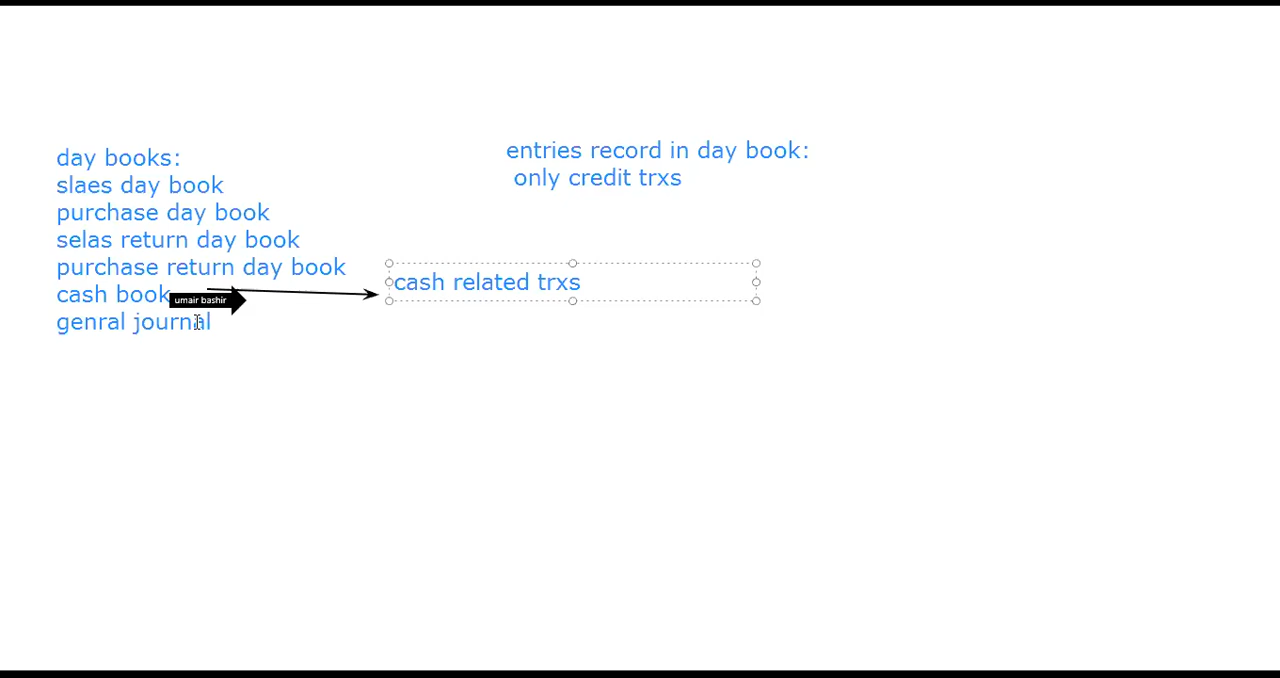 day books:
slaes day book
purchase day book
selas return day book
purchase return day book
cash book
umair bashir
genral journal
entries record in day book:
only credit trxs
cash related trxs